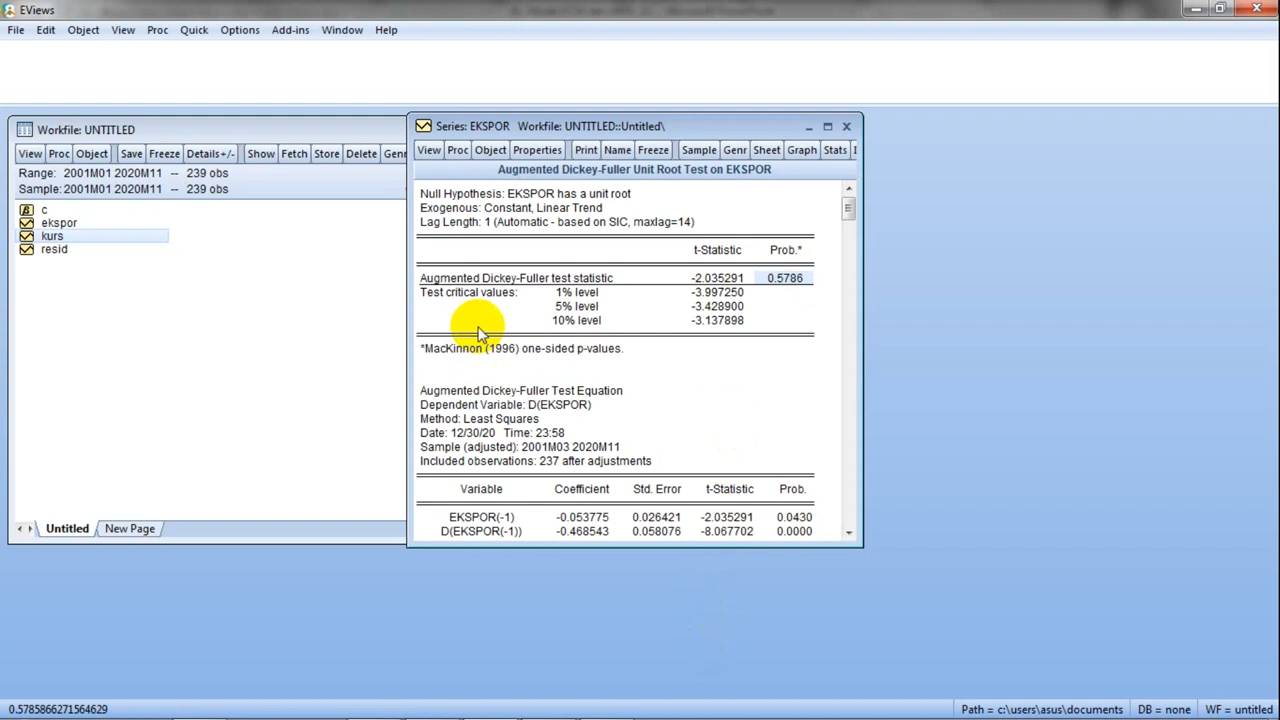 EViews
File Edit Object View Proc Quick Options Add-ins Window Help
Workfile: UNTITLED
View Proc Object Save Freeze Details+/- Show Fetch Store Delete Genr
Range: 2001M01 2020M11 -- 239 obs
Sample: 2001M01 2020M11 -- 239 obs
c
ekspor
kurs
resid
Untitled New Page
Series: EKSPOR Workfile: UNTITLED::Untitled\
View Proc Object Properties Print Name Freeze Sample Genr Sheet Graph Stats
Augmented Dickey-Fuller Unit Root Test on EKSPOR
Null Hypothesis: EKSPOR has a unit root
Exogenous: Constant, Linear Trend
Lag Length: 1 (Automatic - based on SIC, maxlag=14)
t-Statistic Prob.*
Augmented Dickey-Fuller test statistic -2.035291 0.5786
Test critical values: 1% level -3.997250
5% level -3.428900
10% level -3.137898
*MacKinnon (1996) one-sided p-values.
Augmented Dickey-Fuller Test Equation
Dependent Variable: D(EKSPOR)
Method: Least Squares
Date: 12/30/20 Time: 23:58
Sample (adjusted): 2001M03 2020M11
Included observations: 237 after adjustments
Variable Coefficient Std. Error t-Statistic Prob.
EKSPOR(-1) -0.053775 0.026421 -2.035291 0.0430
D(EKSPOR(-1)) -0.468543 0.058076 -8.067702 0.0000
0.5785866271564629 Path = c:\users\asus\documents DB = none WF = untitled